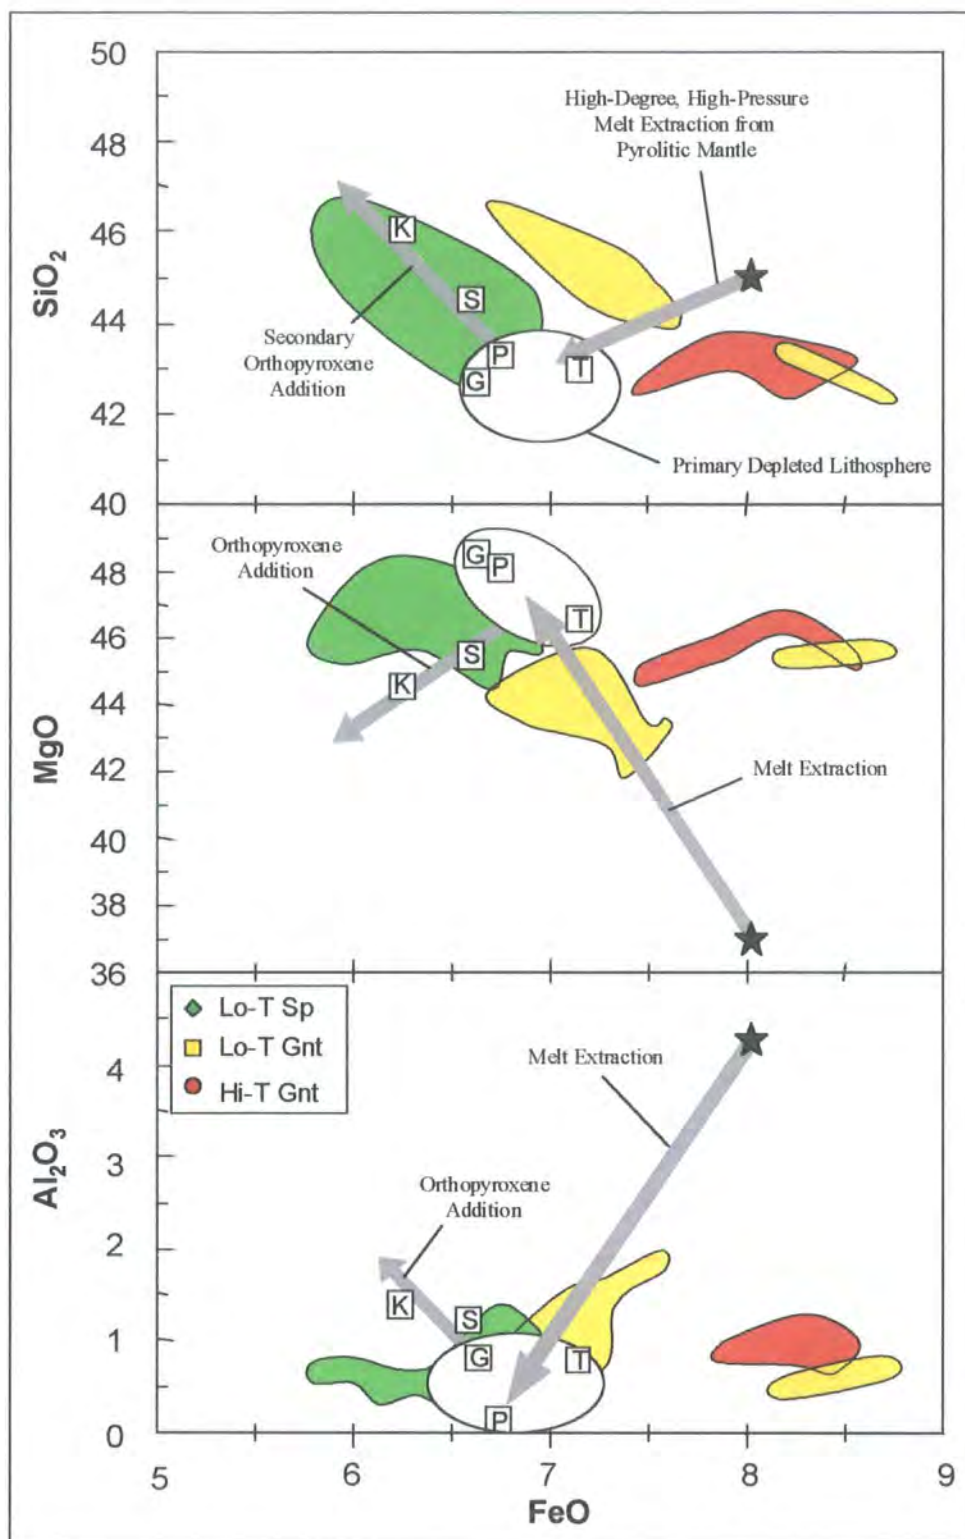 50
48
46
44
42
40
SiO₂
High-Degree, High-Pressure
Melt Extraction from
Pyrolitic Mantle
K
S
P
G
T
Secondary
Orthopyroxene
Addition
Primary Depleted Lithosphere
MgO
48
46
44
42
40
38
36
Orthopyroxene
Addition
G
P
T
S
K
Melt Extraction
Al₂O₃
4
3
2
1
0
Lo-T Sp
Lo-T Gnt
Hi-T Gnt
Melt Extraction
Orthopyroxene
Addition
K
S
G
T
P
5 6 7 8 9
FeO